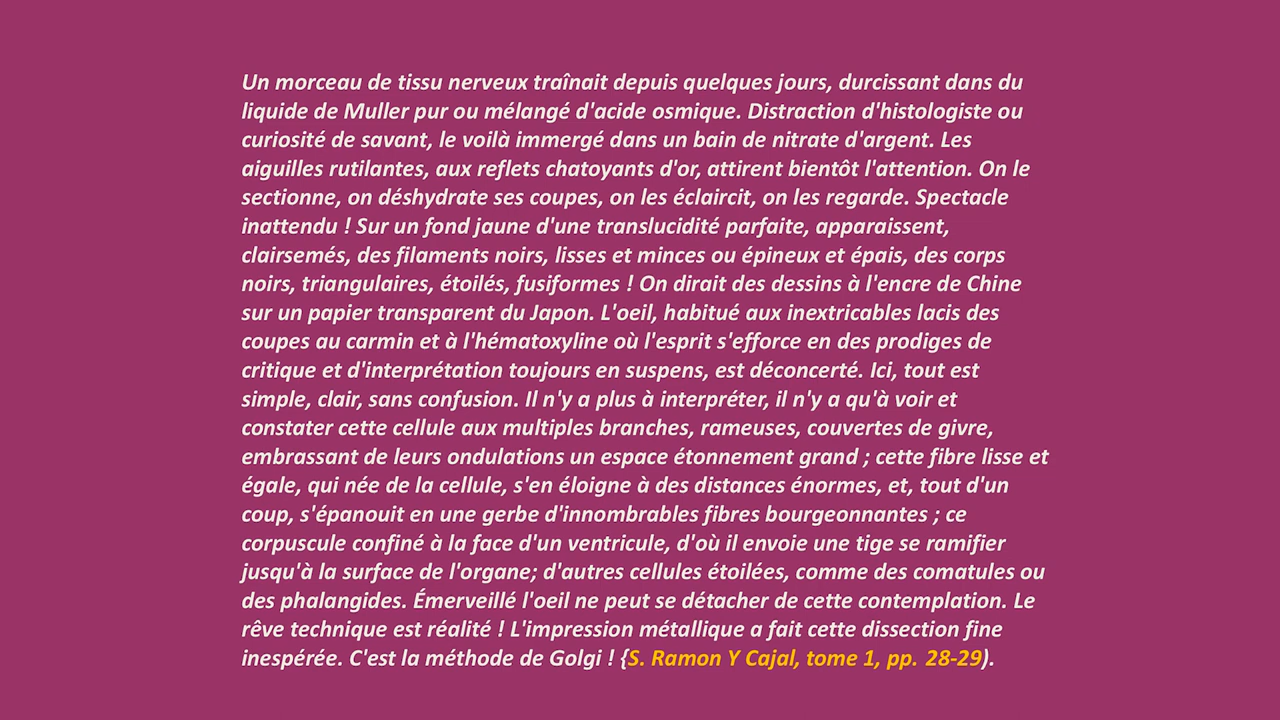 Un morceau de tissu nerveux traînait depuis quelques jours, durcissant dans du
liquide de Muller pur ou mélangé d'acide osmique. Distraction d'histologiste ou
curiosité de savant, le voilà immergé dans un bain de nitrate d'argent. Les
aiguilles rutilantes, aux reflets chatoyants d'or, attirent bientôt l'attention. On le
sectionne, on déshydrate ses coupes, on les éclaircit, on les regarde. Spectacle
inattendu ! Sur un fond jaune d'une translucidité parfaite, apparaissent,
clairsemés, des filaments noirs, lisses et minces ou épineux et épais, des corps
noirs, triangulaires, étoilés, fusiformes ! On dirait des dessins à l'encre de Chine
sur un papier transparent du Japon. L'oeil, habitué aux inextricables lacis des
coupes au carmin et à l'hématoxyline où l'esprit s'efforce en des prodiges de
critique et d'interprétation toujours en suspens, est déconcerté. Ici, tout est
simple, clair, sans confusion. Il n'y a plus à interpréter, il n'y a qu'à voir et
constater cette cellule aux multiples branches, rameuses, couvertes de givre,
embrassant de leurs ondulations un espace étonnement grand ; cette fibre lisse et
égale, qui née de la cellule, s'en éloigne à des distances énormes, et, tout d'un
coup, s'épanouit en une gerbe d'innombrables fibres bourgeonnantes ; ce
corpuscule confiné à la face d'un ventricule, d'où il envoie une tige se ramifier
jusqu'à la surface de l'organe; d'autres cellules étoilées, comme des comatules ou
des phalangides. Émerveillé l'oeil ne peut se détacher de cette contemplation. Le
rêve technique est réalité ! L'impression métallique a fait cette dissection fine
inespérée. C'est la méthode de Golgi ! {S. Ramon Y Cajal, tome 1, pp. 28-29).